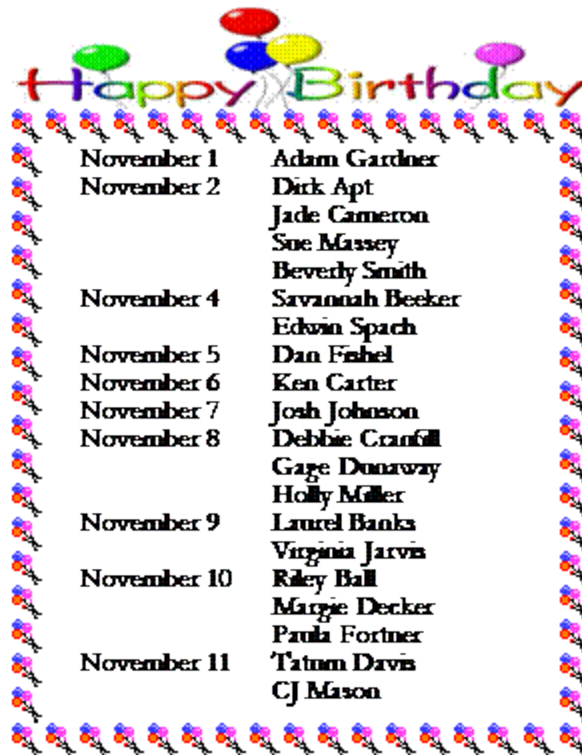 Happy Birthday
November 1 Adam Gardner
November 2 Dirk Apt
Jade Cameron
Sue Massey
Beverly Smith
November 4 Savannah Beeker
Edwin Spach
November 5 Dan Fishel
November 6 Ken Carter
November 7 Josh Johnson
November 8 Debbie Cranfill
Gage Dunaway
Holly Miller
November 9 Laurel Banks
Virginia Jarvis
November 10 Riley Ball
Margie Decker
Paula Fortner
November 11 Tatum Davis
CJ Mason